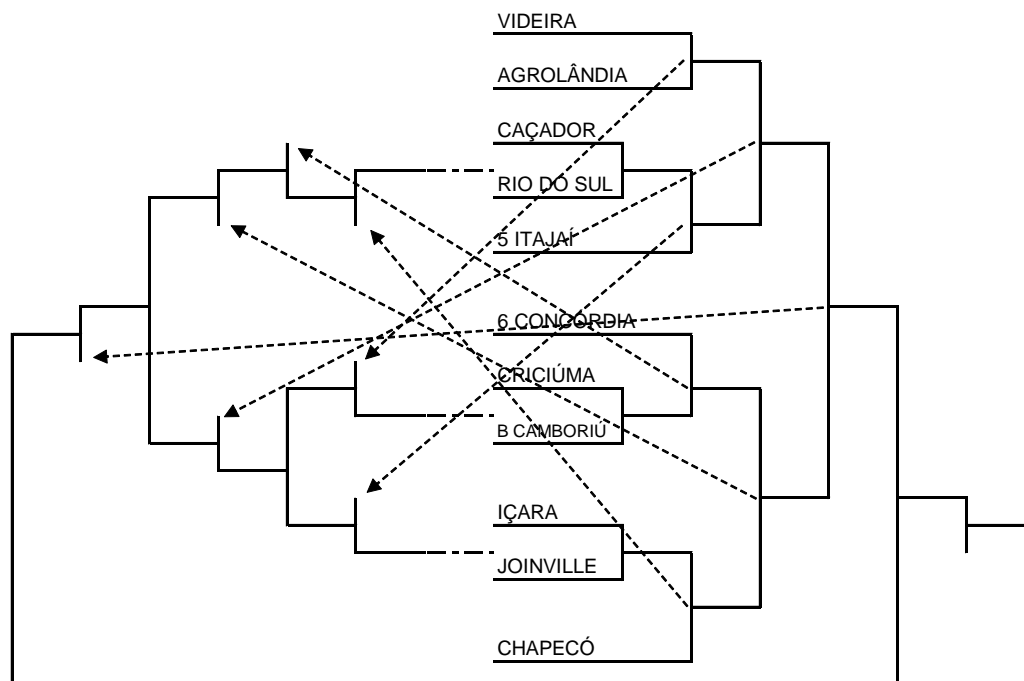 VIDEIRA
AGROLÂNDIA
CAÇADOR
RIO DO SUL
5 ITAJAÍ
6 CONCÓRDIA
CRICIÚMA
B CAMBORIÚ
IÇARA
JOINVILLE
CHAPECÓ